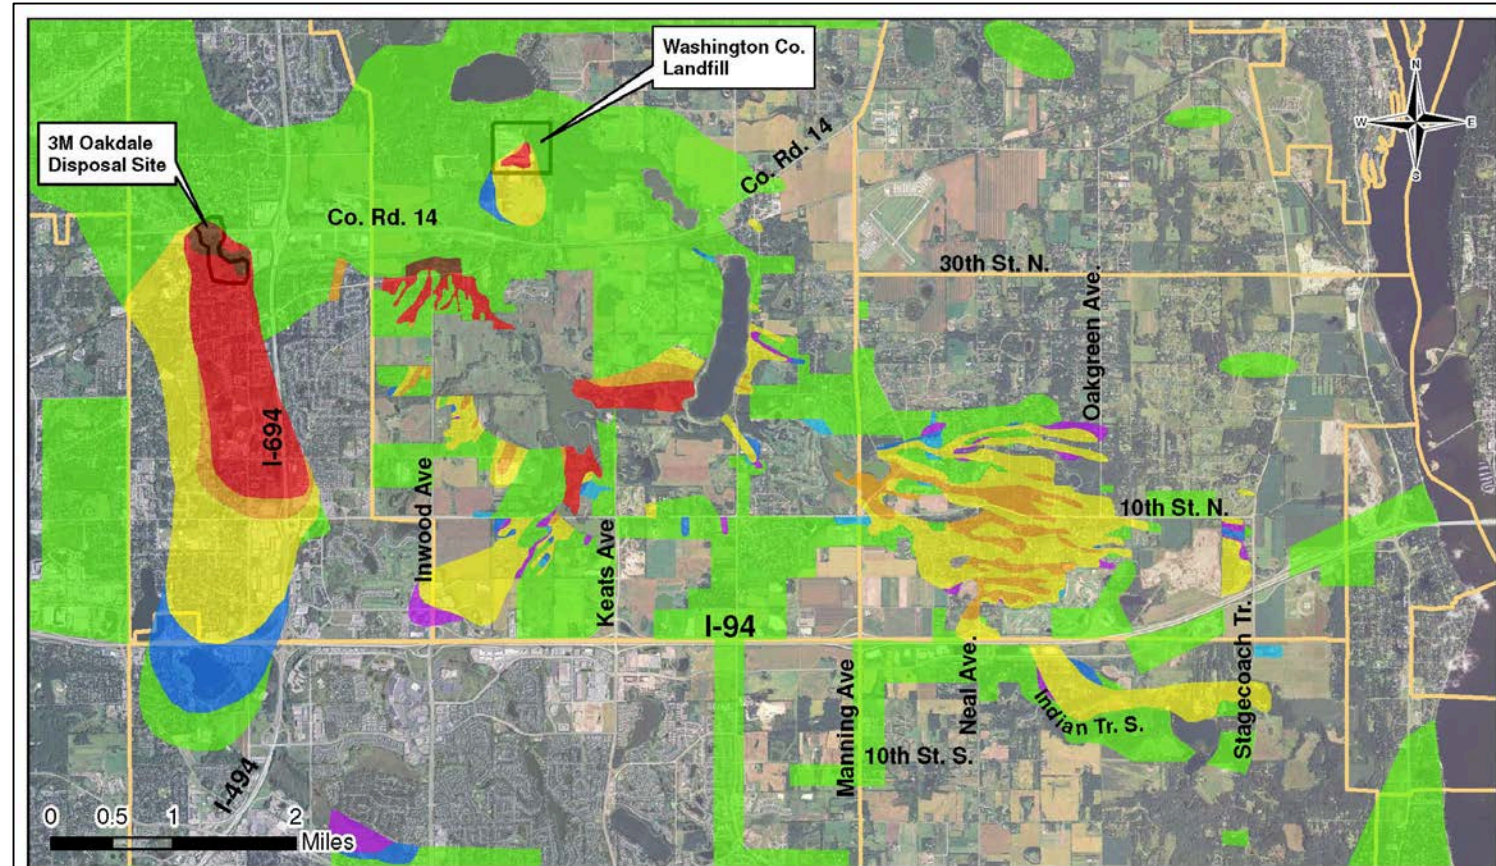 Washington Co.
Landfill
N
W
E
S
3M Oakdale
Disposal Site
Co. Rd. 14
Co. Rd. 14
30th St. N.
Oakgreen Ave.
I-694
Inwood Ave
Keats Ave
10th St. N.
I-94
Manning Ave
Neal Ave.
Indian Tr. S.
Stagecoach Tr.
10th St. S.
I-494
0 0.5 1 2
Miles